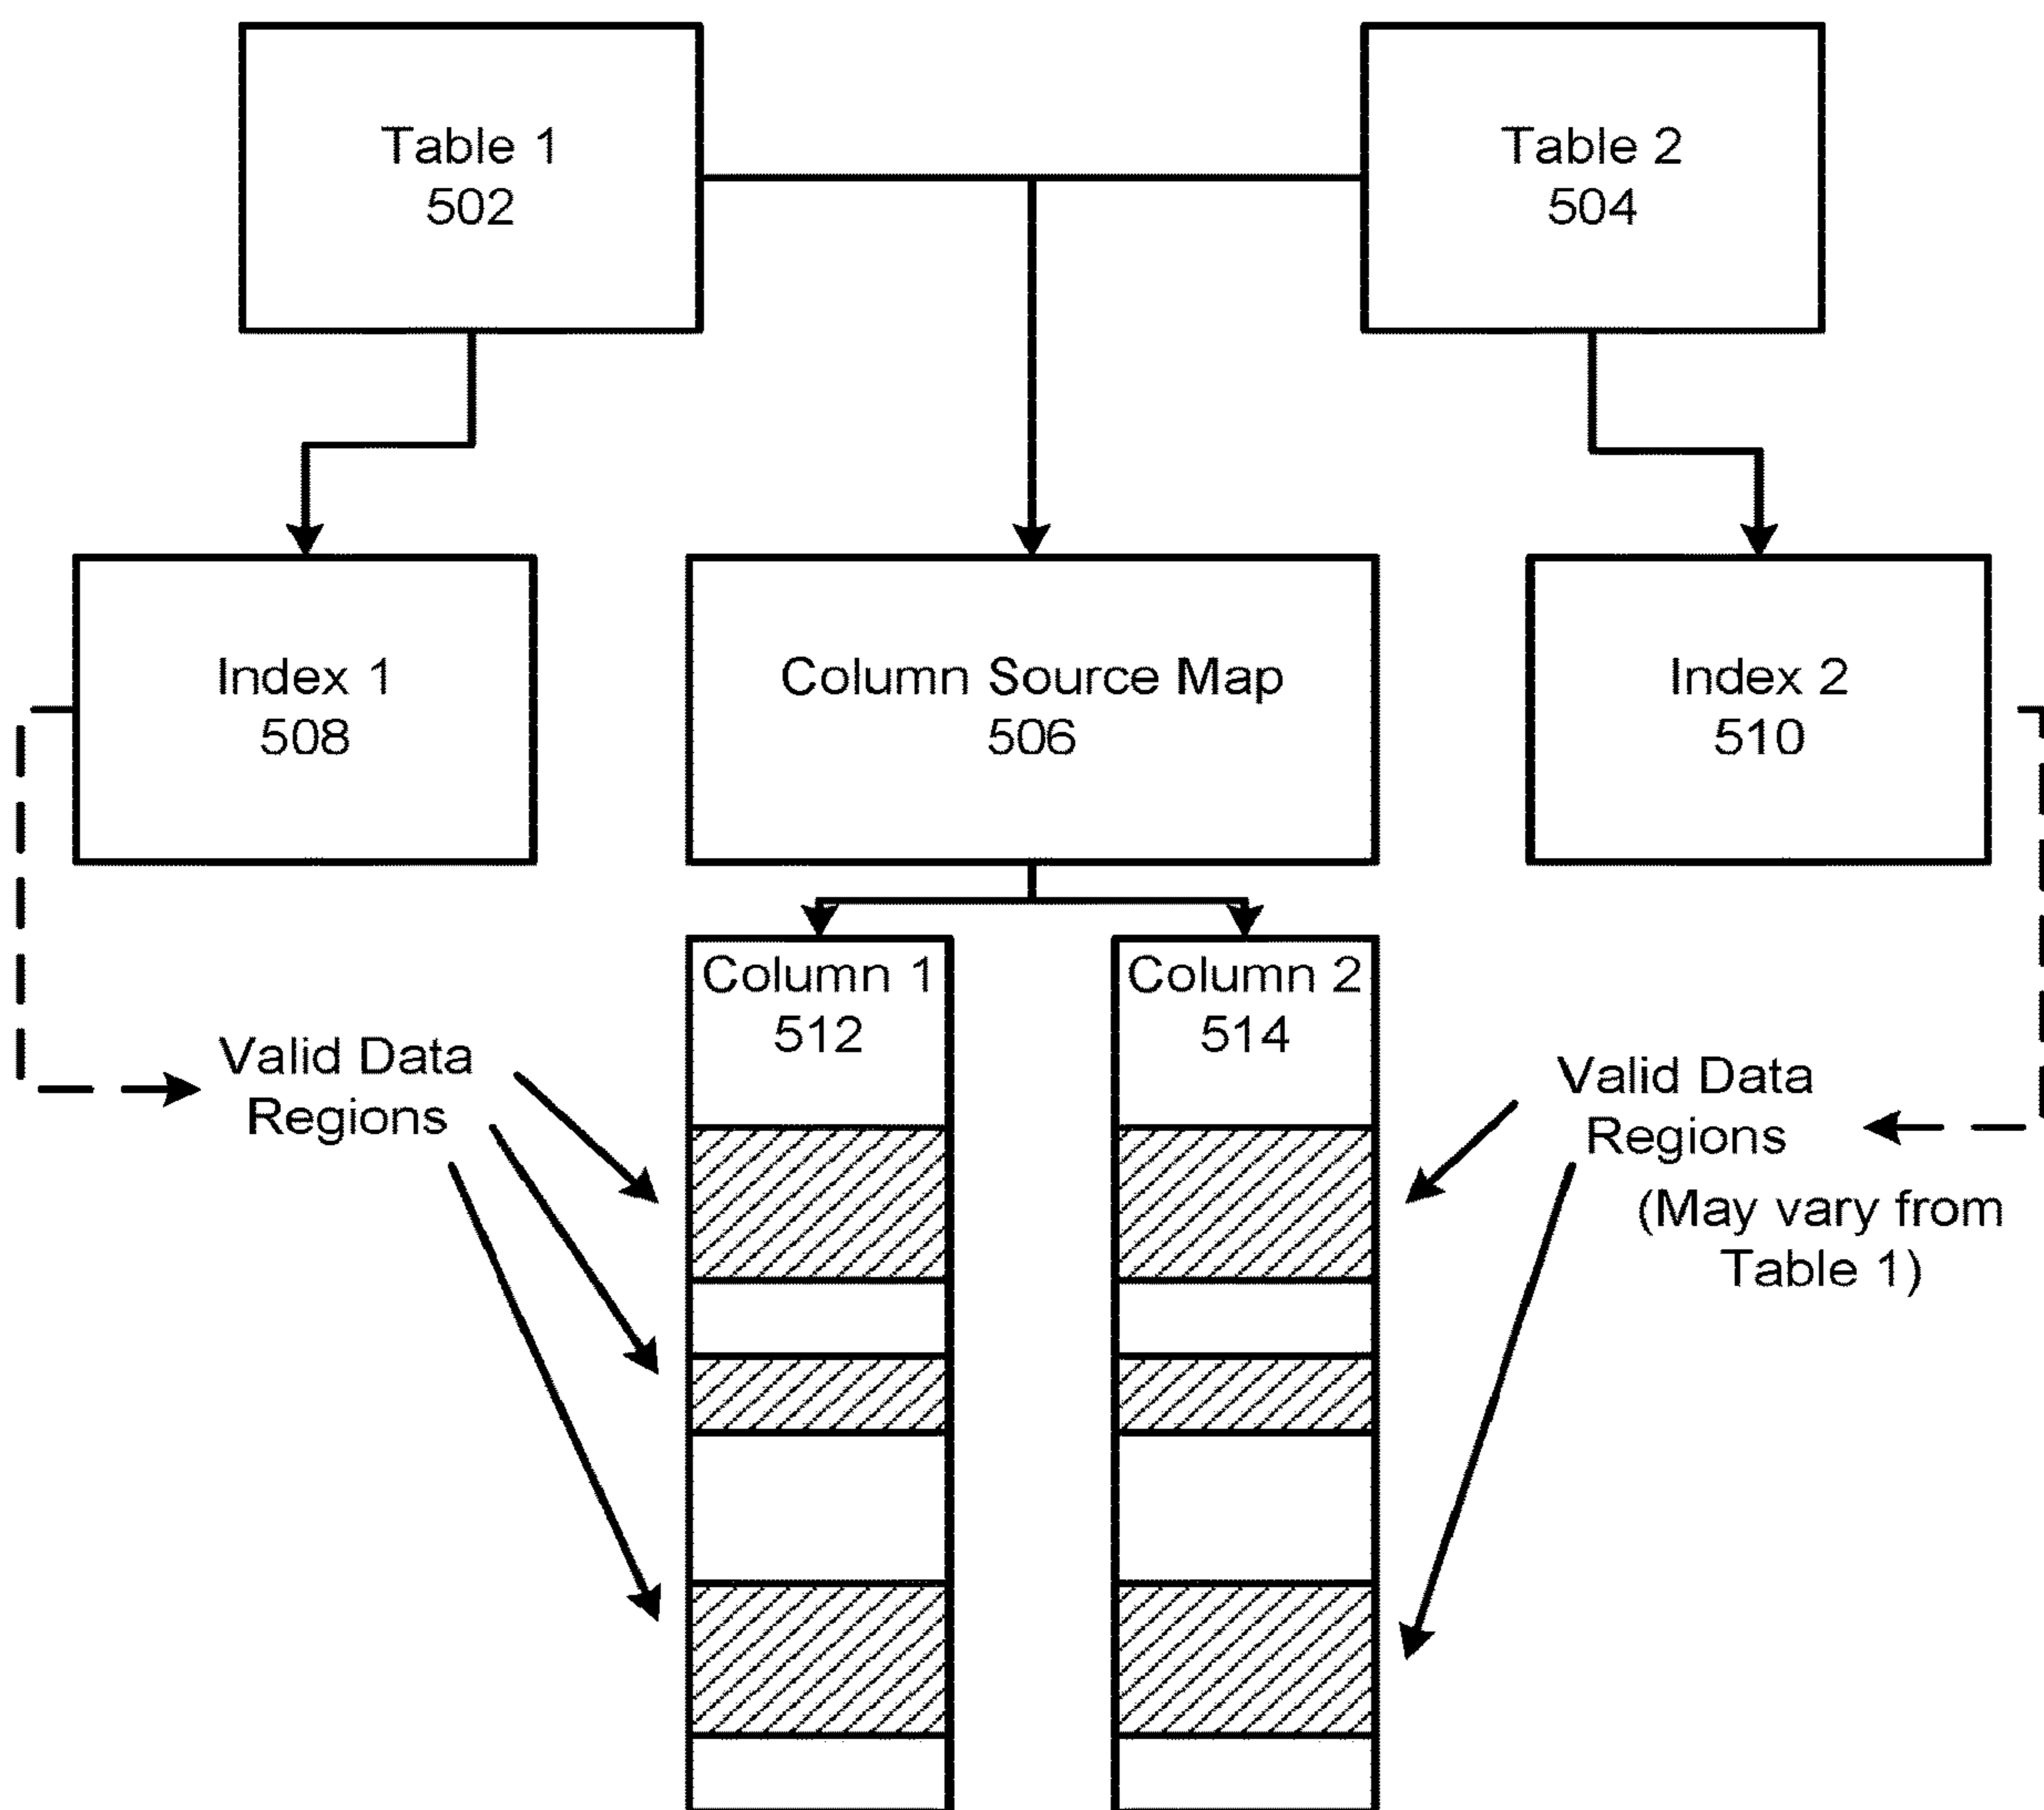 Table 1
502
Table 2
504
Index 1
508
Column Source Map
506
Index 2
510
Column 1
512
Column 2
514
Valid Data
Regions
Valid Data
Regions
(May vary from
Table 1)